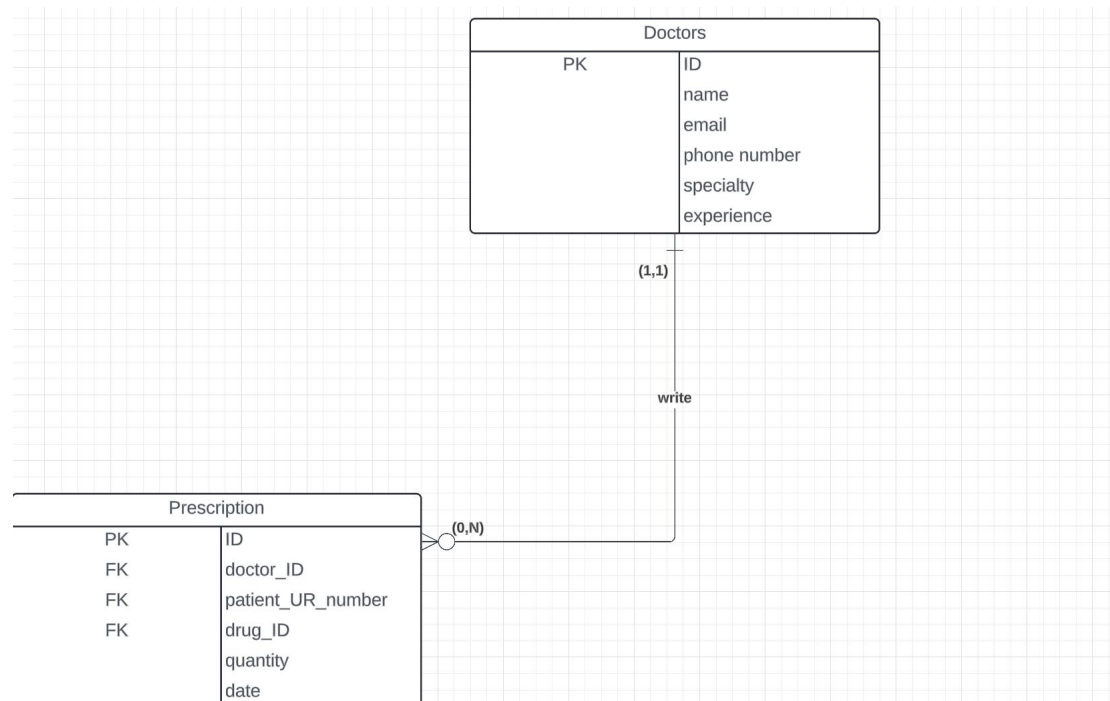 Doctors
PK ID
name
email
phone number
specialty
experience
(1,1)
write
Prescription
(0,N)
PK ID
FK doctor_ID
FK patient_UR_number
FK drug_ID
quantity
date